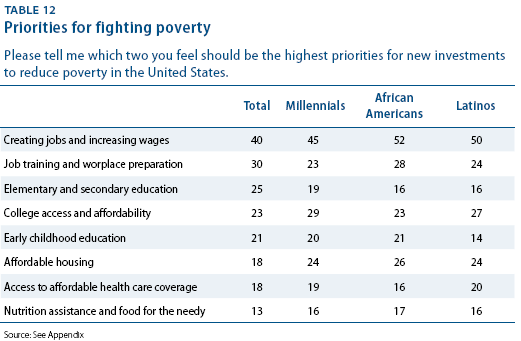 TABLE 12
Priorities for fighting poverty
Please tell me which two you feel should be the highest priorities for new investments
to reduce poverty in the United States.
Total Millennials African Americans Latinos
Creating jobs and increasing wages 40 45 52 50
Job training and worplace preparation 30 23 28 24
Elementary and secondary education 25 19 16 16
College access and affordability 23 29 23 27
Early childhood education 21 20 21 14
Affordable housing 18 24 26 24
Access to affordable health care coverage 18 19 16 20
Nutrition assistance and food for the needy 13 16 17 16
Source: See Appendix